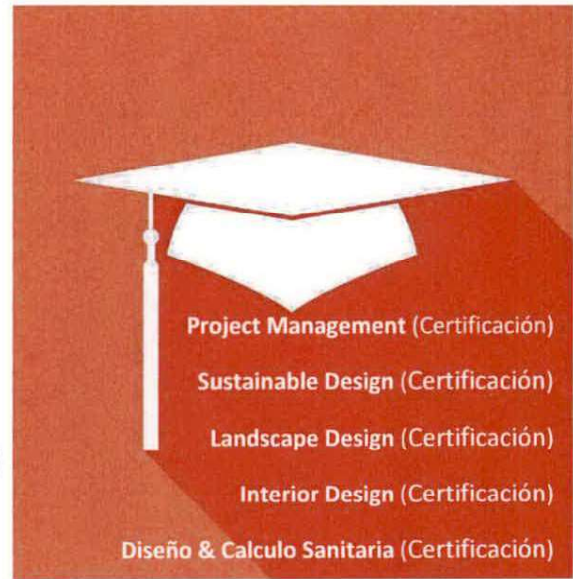 Project Management (Certificación)
Sustainable Design (Certificación)
Landscape Design (Certificación)
Interior Design (Certificación)
Diseño & Calculo Sanitaria (Certificación)